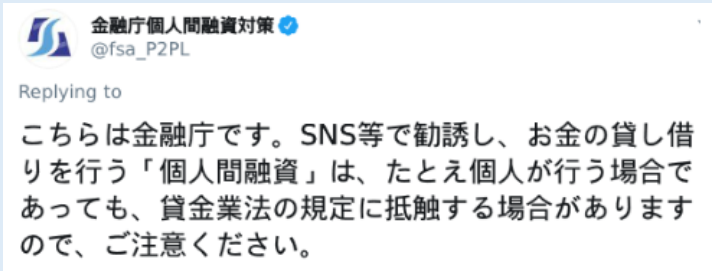 金融庁個人間融資対策
@fsa_P2PL
Replying to
こちらは金融庁です。SNS等で勧誘し、お金の貸し借
りを行う「個人間融資」は、たとえ個人が行う場合で
あっても、貸金業法の規定に抵触する場合があります
ので、ご注意ください。